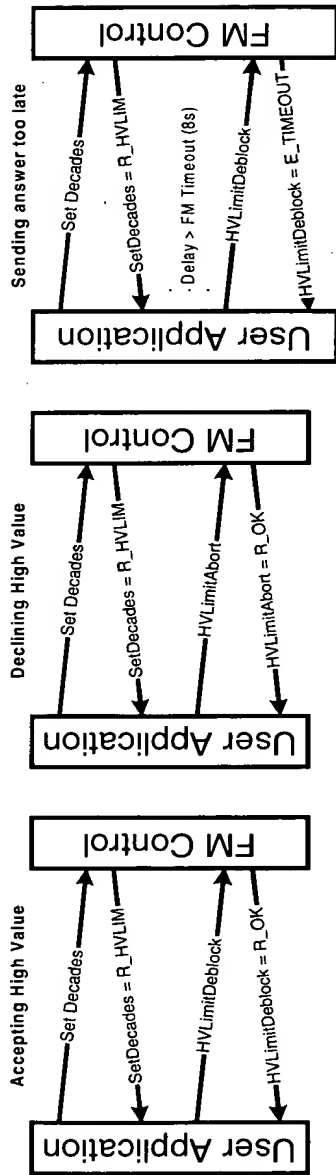 Accepting High Value
User Application
FM Control
Set Decades
SetDecades = R_HVLIM
HVLimitDeblock
HVLimitDeblock = R_OK
Declining High Value
User Application
FM Control
Set Decades
SetDecades = R_HVLIM
HVLimitAbort
HVLimitAbort = R_OK
Sending answer too late
User Application
FM Control
Set Decades
SetDecades = R_HVLIM
Delay > FM Timeout (8s)
HVLimitDeblock
HVLimitDeblock = E_TIMEOUT